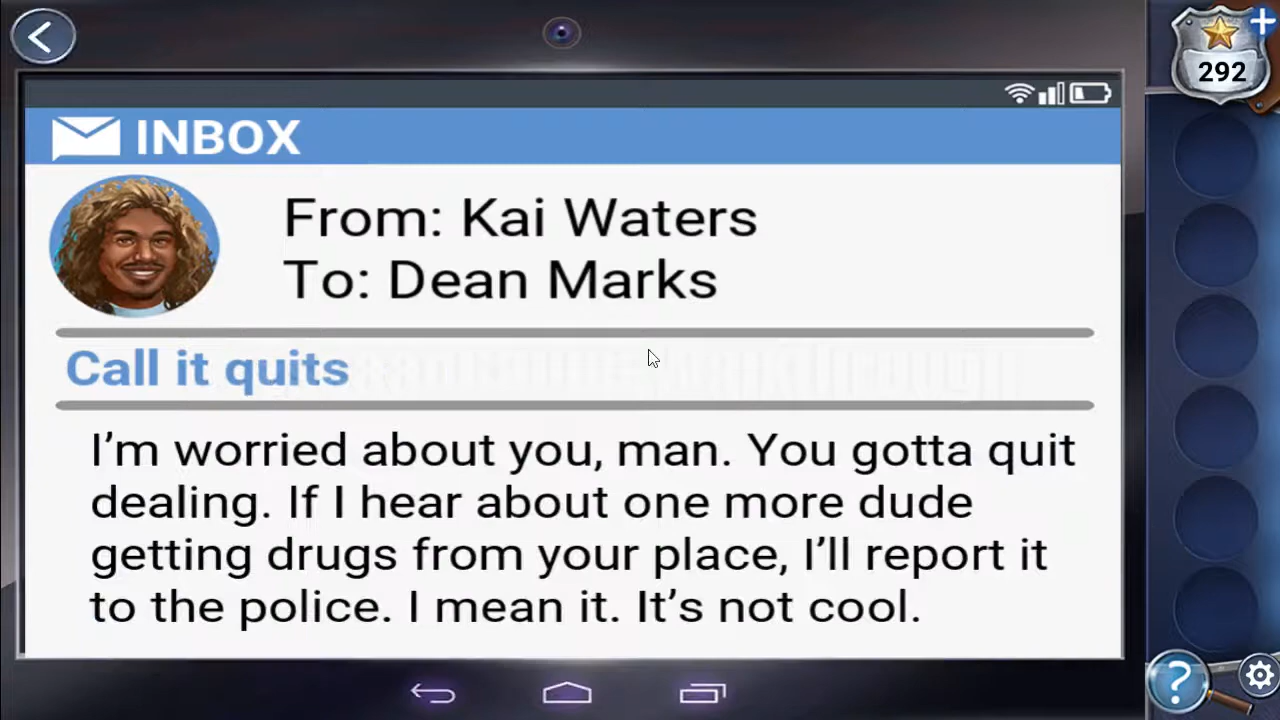 292
INBOX
From: Kai Waters
To: Dean Marks
Call it quits
I'm worried about you, man. You gotta quit
dealing. If I hear about one more dude
getting drugs from your place, I'll report it
to the police. I mean it. It's not cool.